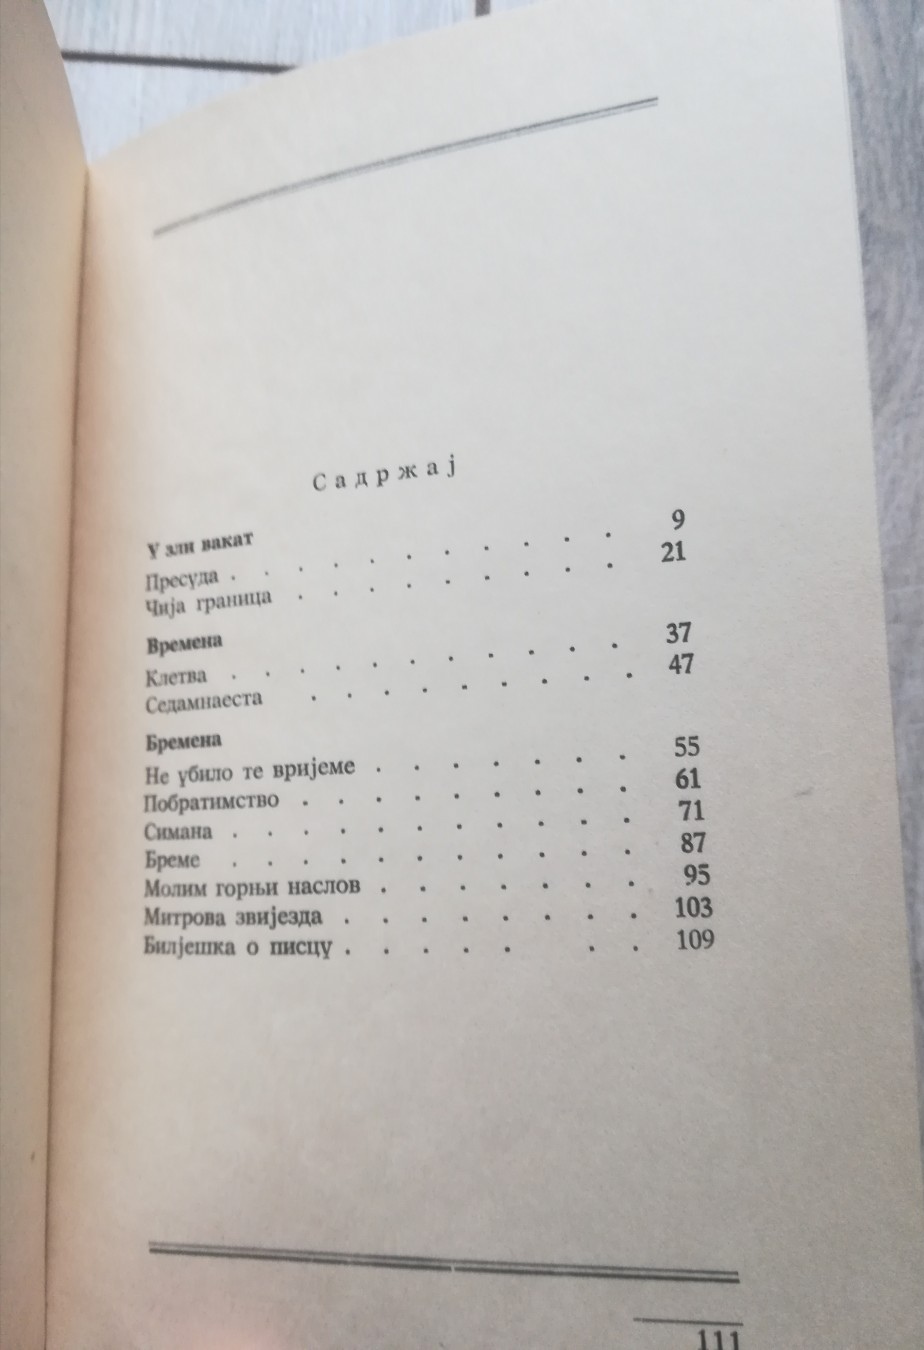 Садржај
У зли вакат
Пресуда . . . . . . . . . . . 9
Чија граница . . . . . . . . . 21
Времена
Клетва . . . . . . . . . . . 37
Седамнаеста . . . . . . . . . 47
Бремена
Не убило те вријеме . . . . . . . 55
Побратимство . . . . . . . . . 61
Симана . . . . . . . . . . . 71
Бреме . . . . . . . . . . . 87
Молим горњи наслов . . . . . . . 95
Митрова звијезда . . . . . . . . 103
Биљешка о писцу . . . . . . . 109
111